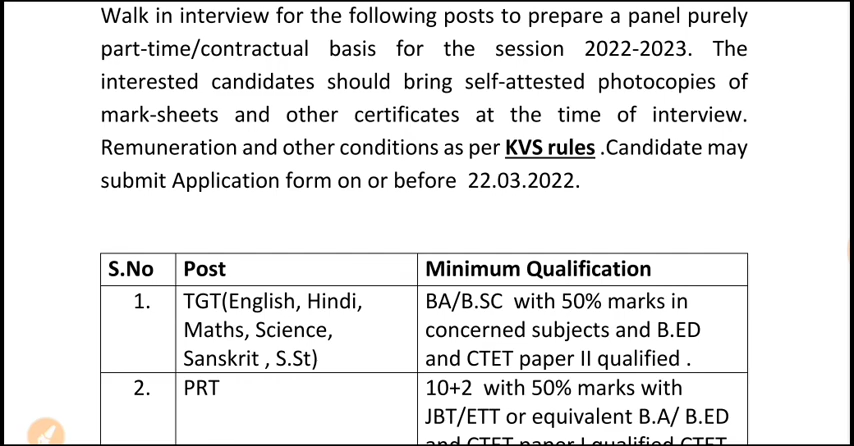 Walk in interview for the following posts to prepare a panel purely
part-time/contractual basis for the session 2022-2023. The
interested candidates should bring self-attested photocopies of
mark-sheets and other certificates at the time of interview.
Remuneration and other conditions as per KVS rules .Candidate may
submit Application form on or before 22.03.2022.
S.No Post Minimum Qualification
1. TGT(English, Hindi, BA/B.SC with 50% marks in
Maths, Science, concerned subjects and B.ED
Sanskrit , S.St) and CTET paper II qualified .
2. PRT 10+2 with 50% marks with
JBT/ETT or equivalent B.A/ B.ED
and CTET paper I qualified CTET